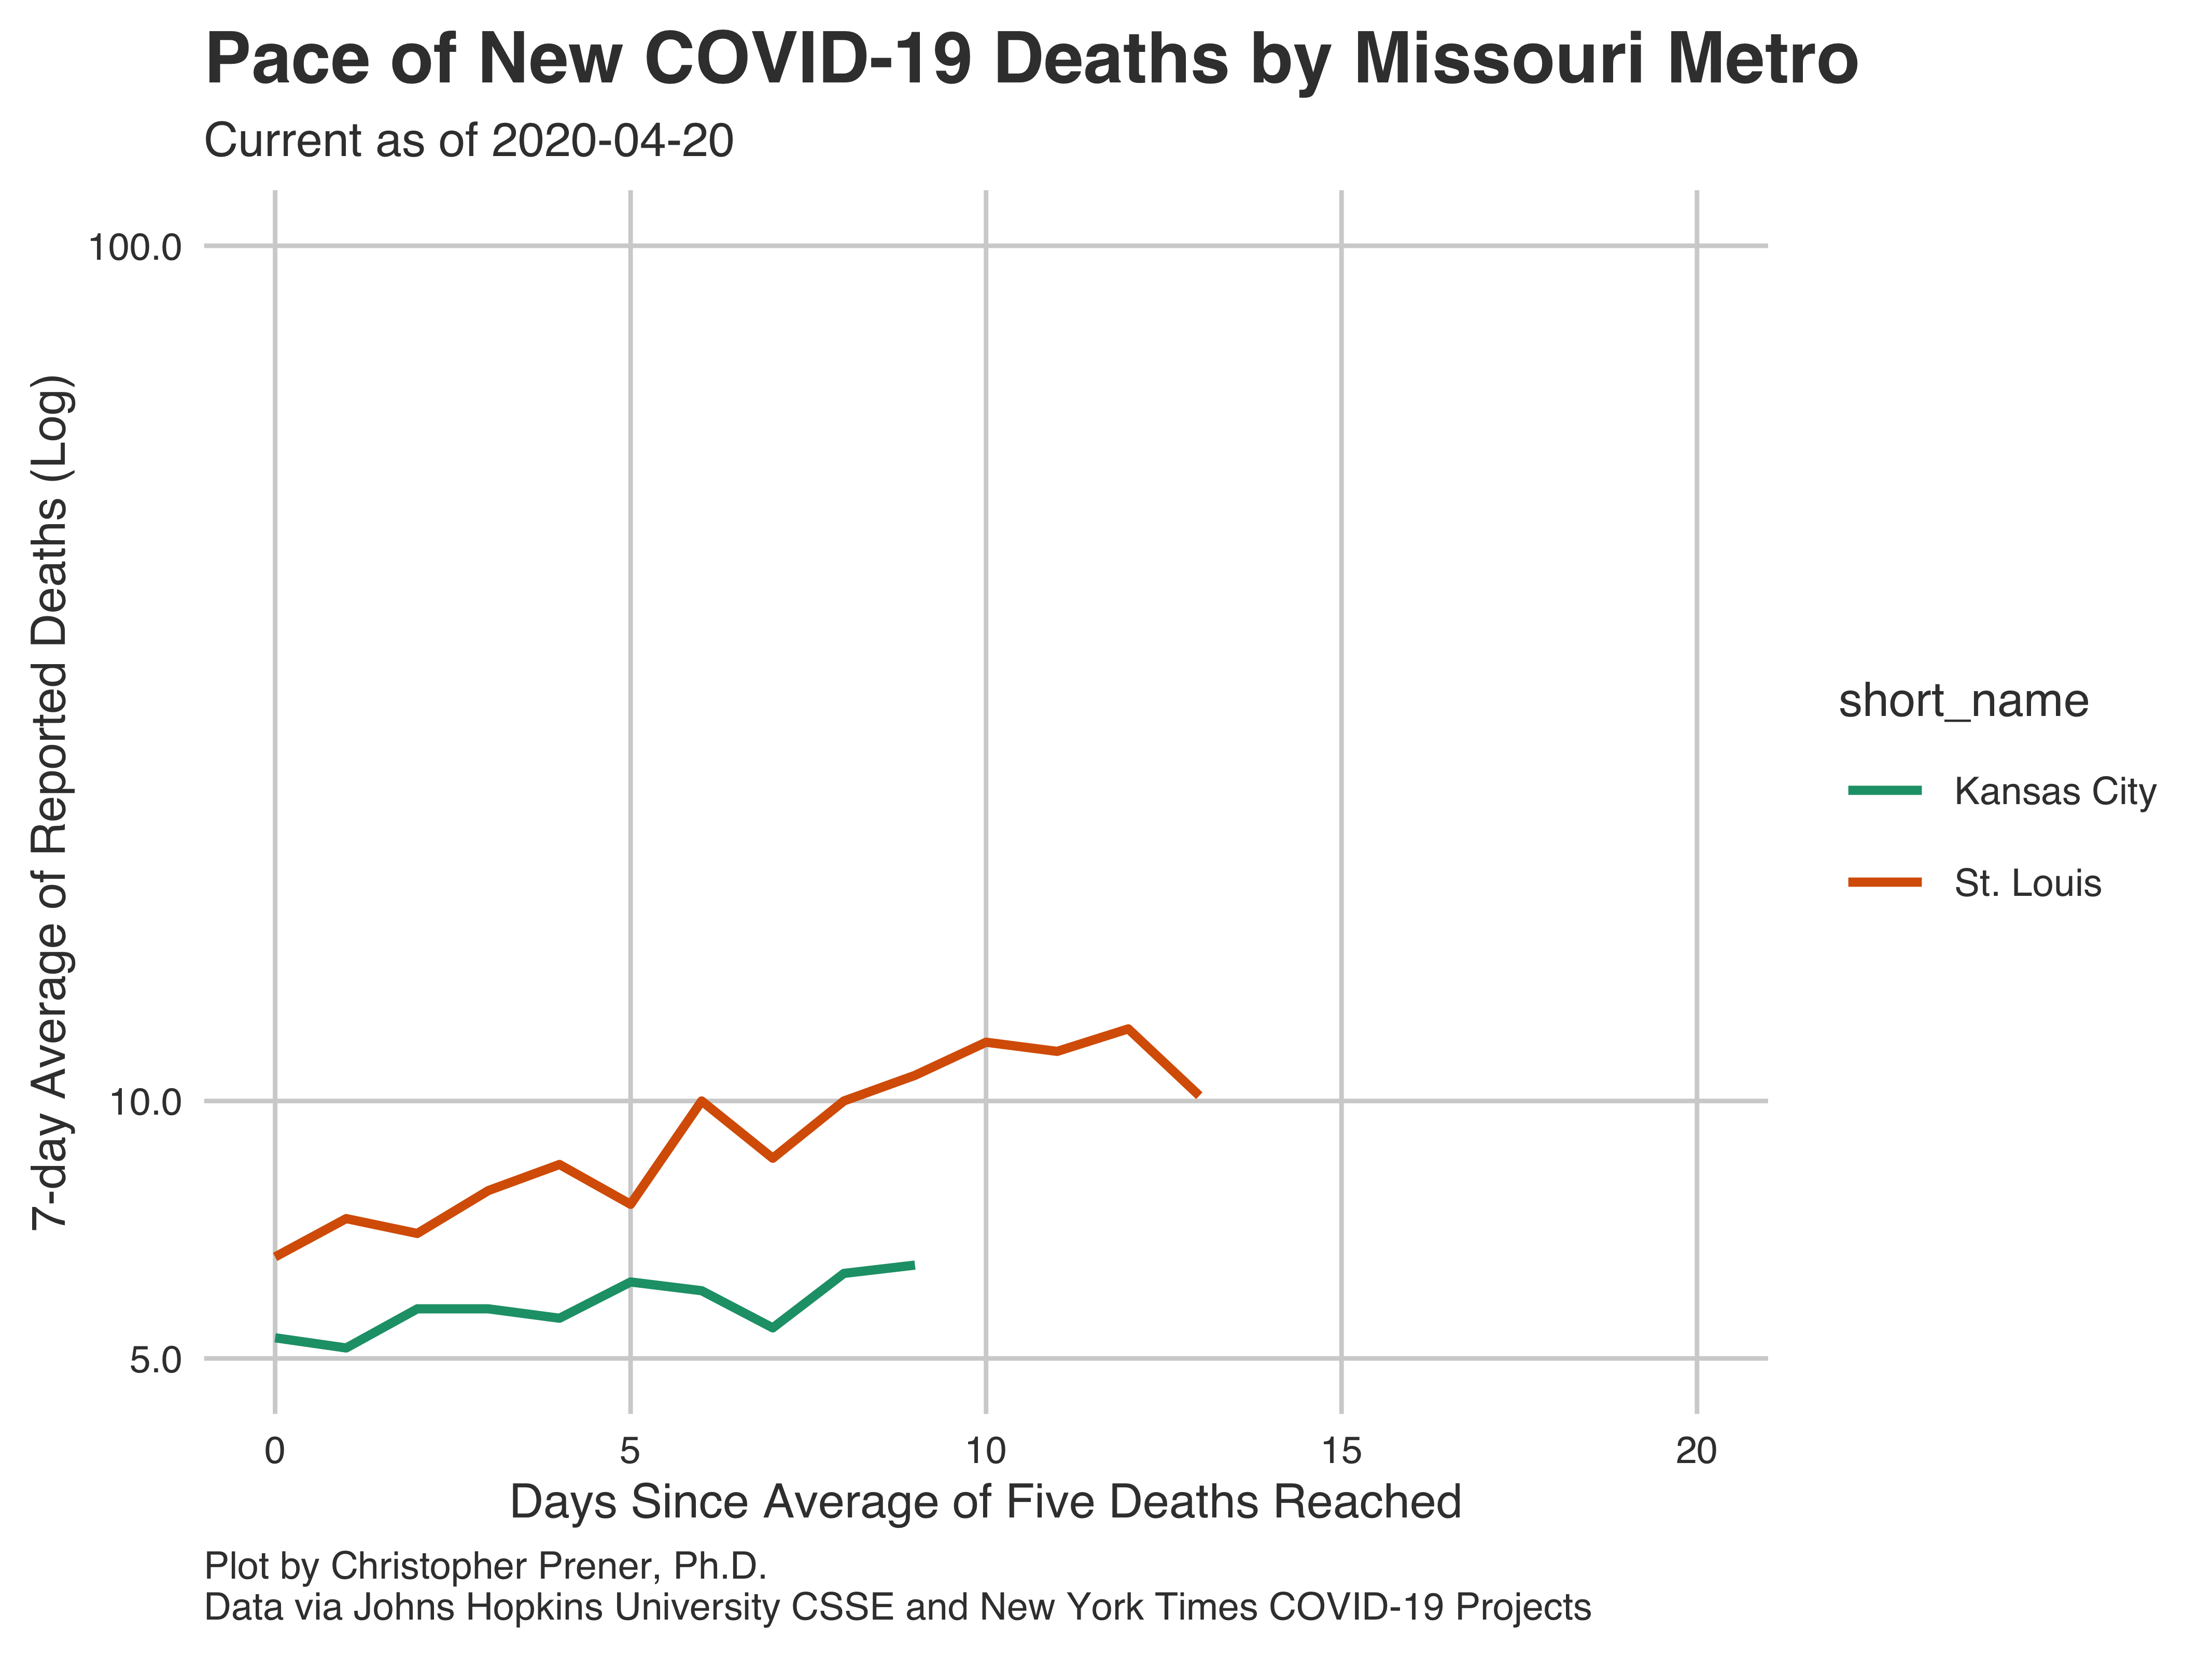 Pace of New COVID-19 Deaths by Missouri Metro
Current as of 2020-04-20
7-day Average of Reported Deaths (Log)
100.0
10.0
5.0
0
5
10
15
20
Days Since Average of Five Deaths Reached
short_name
Kansas City
St. Louis
Plot by Christopher Prener, Ph.D.
Data via Johns Hopkins University CSSE and New York Times COVID-19 Projects